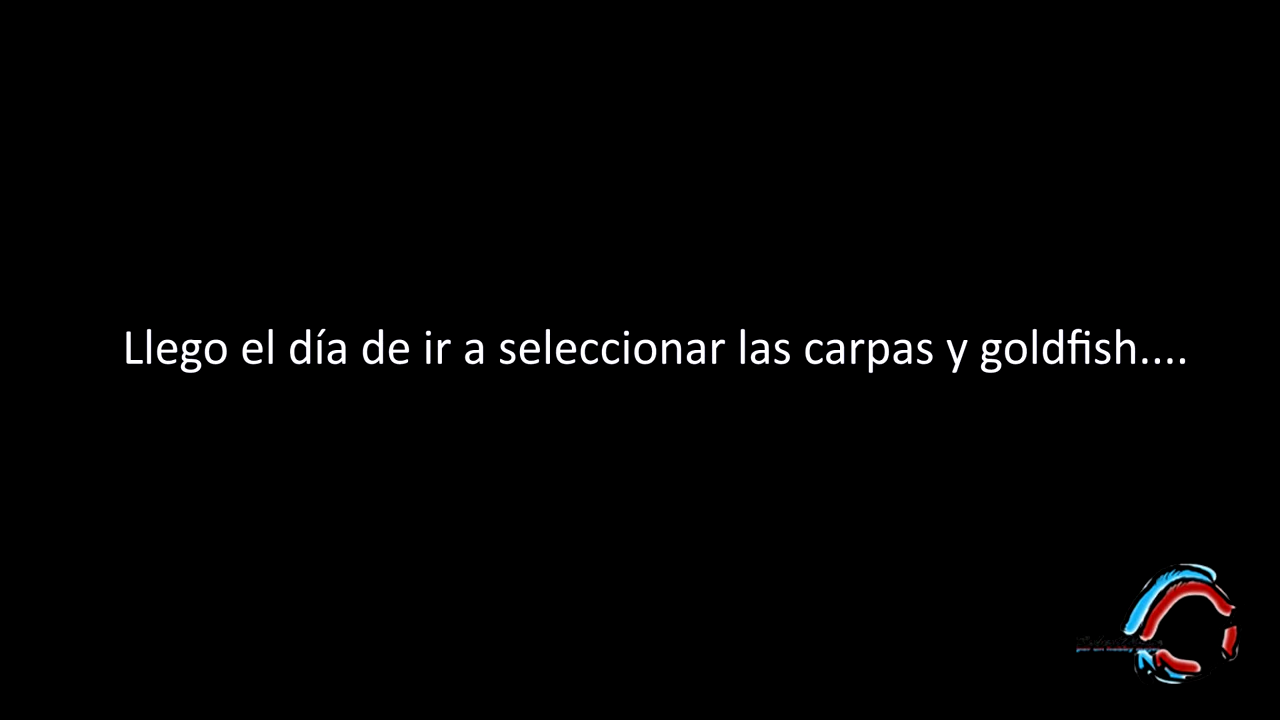 Llego el día de ir a seleccionar las carpas y goldfish....